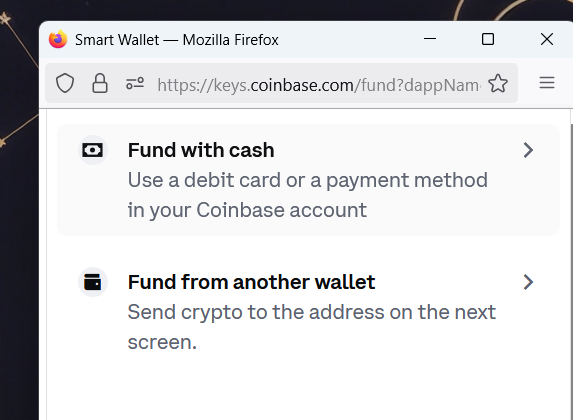 Smart Wallet — Mozilla Firefox
https://keys.coinbase.com/fund?dappNam
Fund with cash
Use a debit card or a payment method
in your Coinbase account
Fund from another wallet
Send crypto to the address on the next
screen.